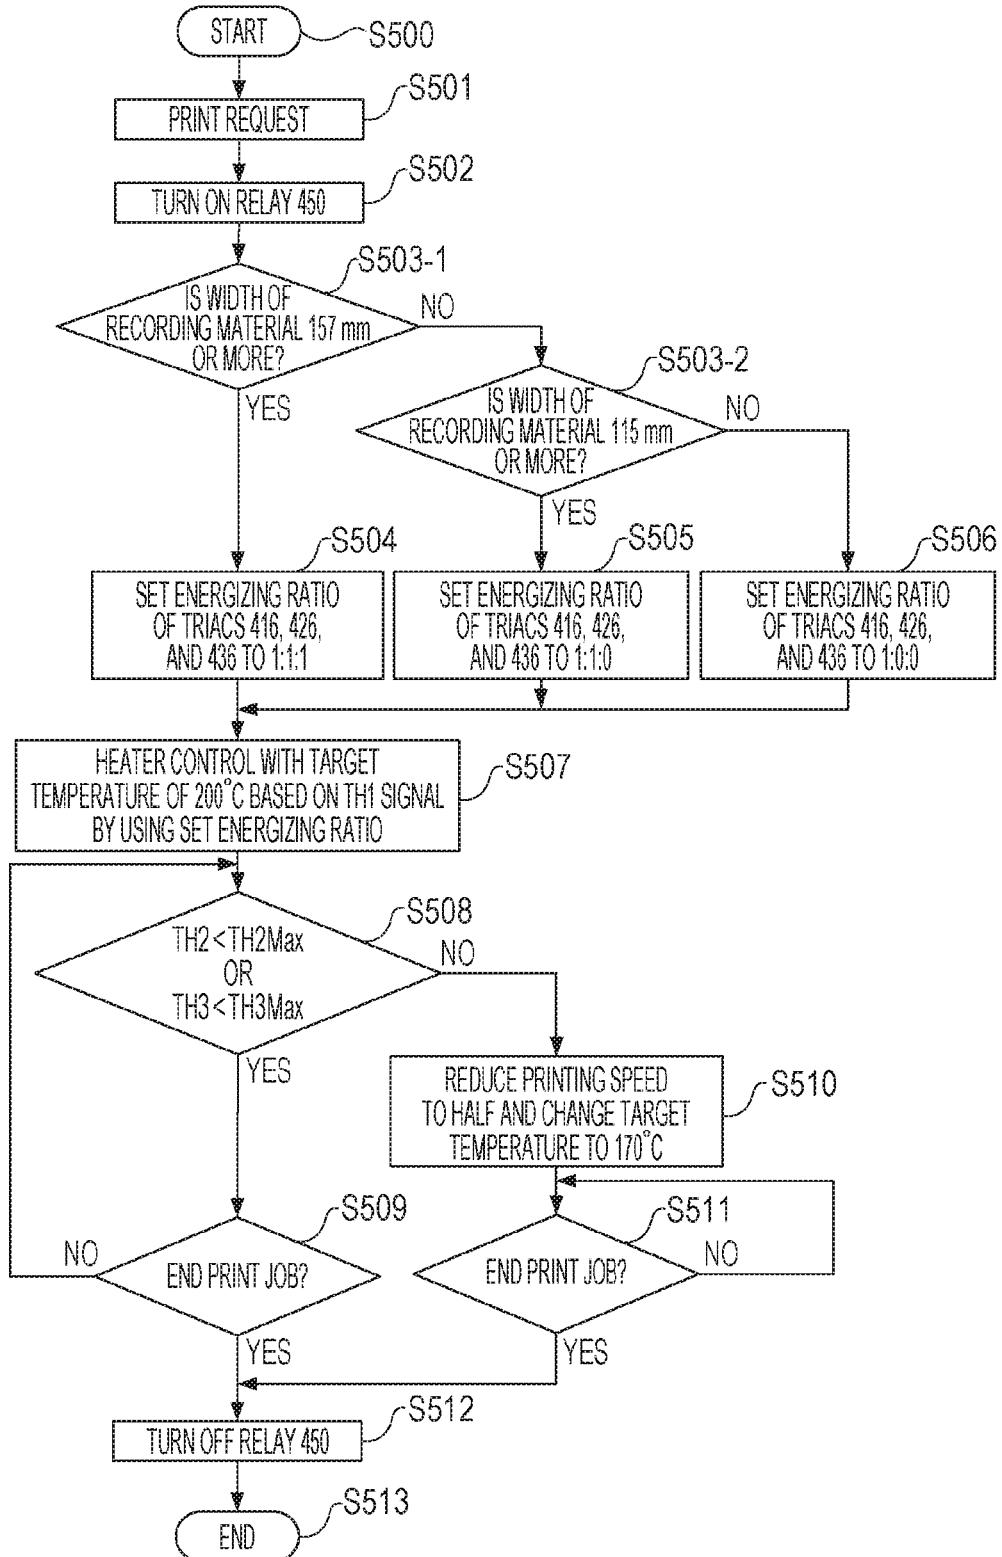 START
S500
PRINT REQUEST
S501
TURN ON RELAY 450
S502
IS WIDTH OF
RECORDING MATERIAL 157 mm
OR MORE?
S503-1
NO
YES
IS WIDTH OF
RECORDING MATERIAL 115 mm
OR MORE?
S503-2
NO
YES
S504
SET ENERGIZING RATIO
OF TRIACS 416, 426,
AND 436 TO 1:1:1
S505
SET ENERGIZING RATIO
OF TRIACS 416, 426,
AND 436 TO 1:1:0
S506
SET ENERGIZING RATIO
OF TRIACS 416, 426,
AND 436 TO 1:0:0
HEATER CONTROL WITH TARGET
TEMPERATURE OF 200°C BASED ON TH1 SIGNAL
BY USING SET ENERGIZING RATIO
S507
TH2<TH2Max
OR
TH3<TH3Max
S508
NO
YES
REDUCE PRINTING SPEED
TO HALF AND CHANGE TARGET
TEMPERATURE TO 170°C
S510
END PRINT JOB?
S509
NO
YES
END PRINT JOB?
S511
NO
YES
TURN OFF RELAY 450
S512
END
S513